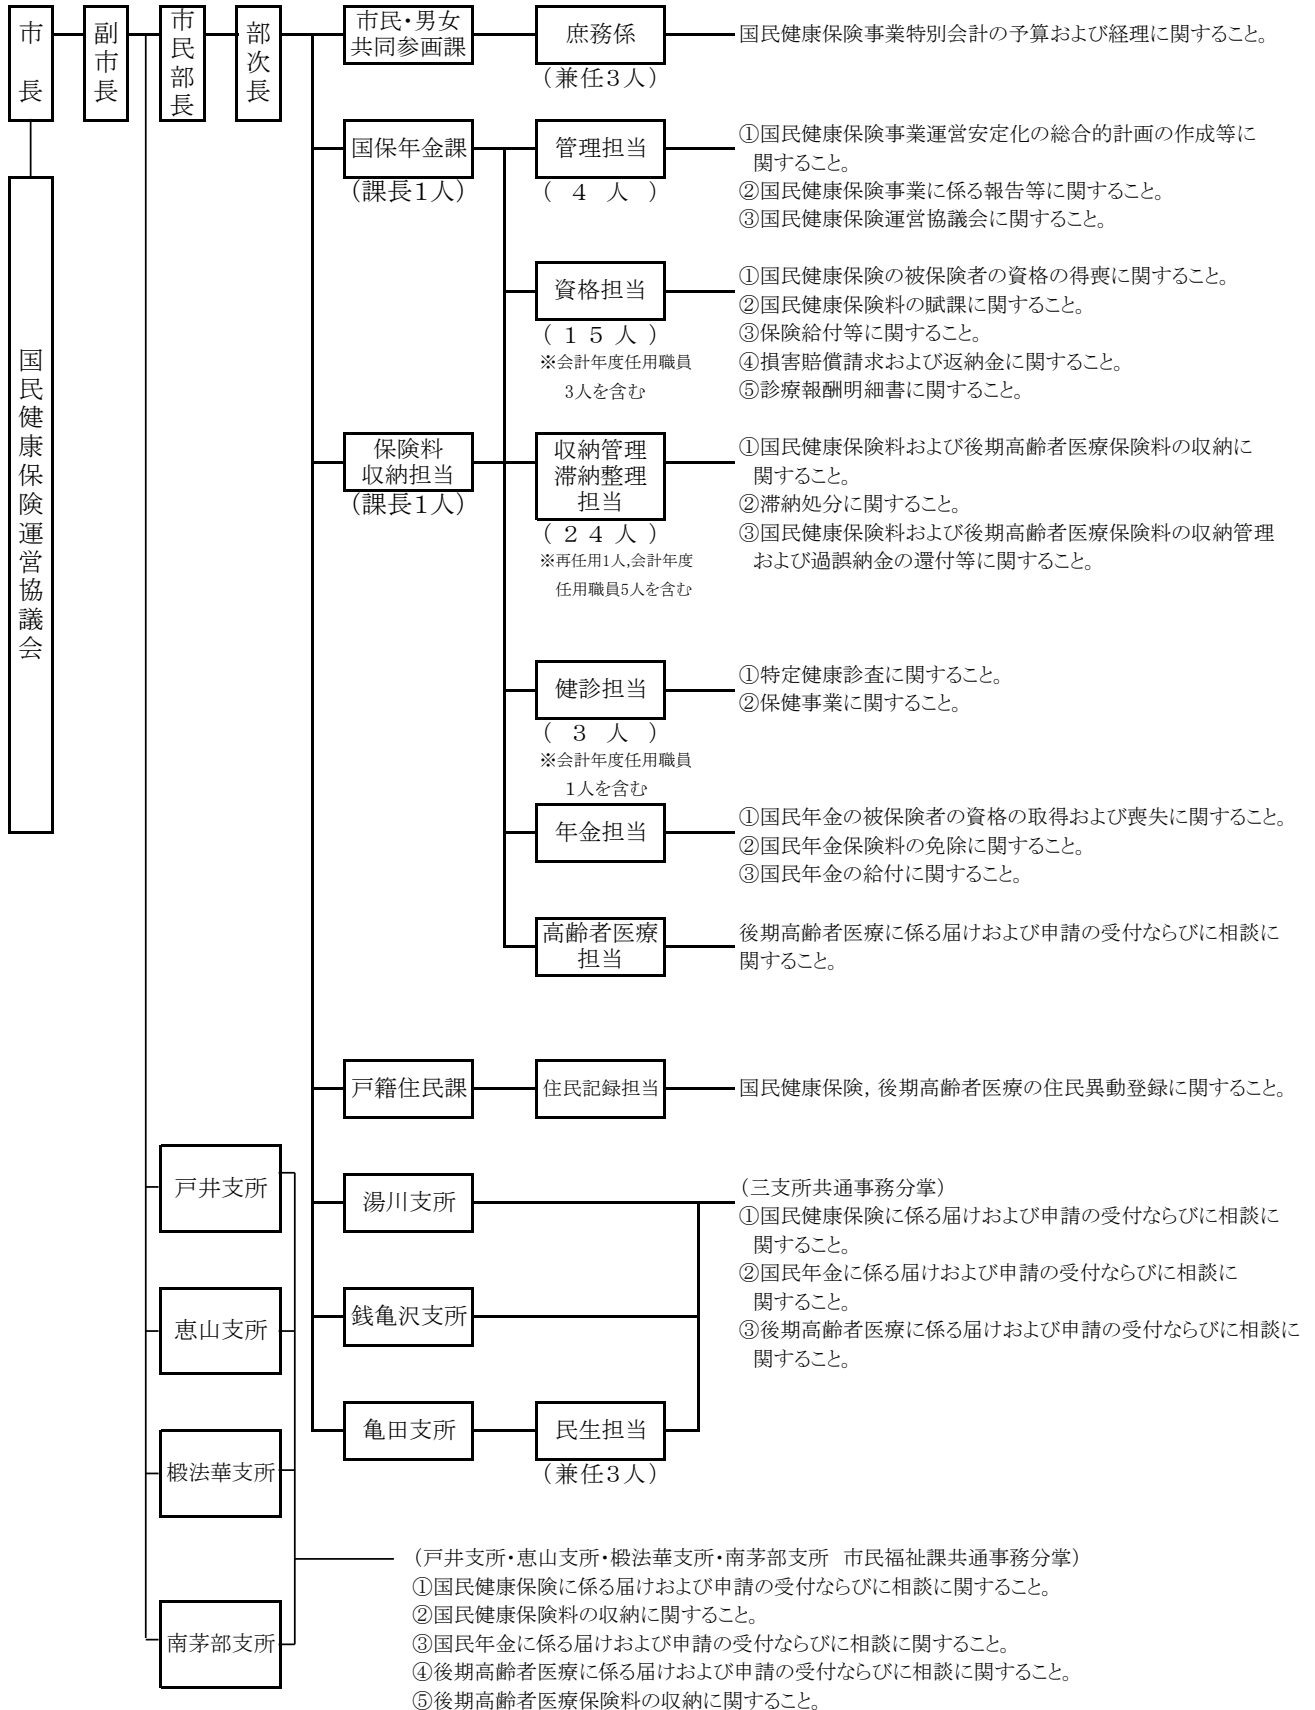 市長
副市長
市民部長
部次長
市民・男女
共同参画課
庶務係
(兼任3人)
国民健康保険事業特別会計の予算および経理に関すること。
国民健康保険運営協議会
国保年金課
(課長1人)
管理担当
(4人)
①国民健康保険事業運営安定化の総合的計画の作成等に
関すること。
②国民健康保険事業に係る報告等に関すること。
③国民健康保険運営協議会に関すること。
資格担当
(15人)
※会計年度任用職員
3人を含む
①国民健康保険の被保険者の資格の得喪に関すること。
②国民健康保険料の賦課に関すること。
③保険給付等に関すること。
④損害賠償請求および返納金に関すること。
⑤診療報酬明細書に関すること。
保険料
収納担当
(課長1人)
収納管理
滞納整理
担当
(24人)
※再任用1人,会計年度
任用職員5人を含む
①国民健康保険料および後期高齢者医療保険料の収納に
関すること。
②滞納処分に関すること。
③国民健康保険料および後期高齢者医療保険料の収納管理
および過誤納金の還付等に関すること。
健診担当
(3人)
※会計年度任用職員
1人を含む
①特定健康診査に関すること。
②保健事業に関すること。
年金担当
①国民年金の被保険者の資格の取得および喪失に関すること。
②国民年金保険料の免除に関すること。
③国民年金の給付に関すること。
高齢者医療
担当
後期高齢者医療に係る届けおよび申請の受付ならびに相談に
関すること。
戸籍住民課
住民記録担当
国民健康保険,後期高齢者医療の住民異動登録に関すること。
戸井支所
恵山支所
椴法華支所
南茅部支所
湯川支所
銭亀沢支所
亀田支所
民生担当
(兼任3人)
(三支所共通事務分掌)
①国民健康保険に係る届けおよび申請の受付ならびに相談に
関すること。
②国民年金に係る届けおよび申請の受付ならびに相談に
関すること。
③後期高齢者医療に係る届けおよび申請の受付ならびに相談に
関すること。
(戸井支所・恵山支所・椴法華支所・南茅部支所 市民福祉課共通事務分掌)
①国民健康保険に係る届けおよび申請の受付ならびに相談に関すること。
②国民健康保険料の収納に関すること。
③国民年金に係る届けおよび申請の受付ならびに相談に関すること。
④後期高齢者医療に係る届けおよび申請の受付ならびに相談に関すること。
⑤後期高齢者医療保険料の収納に関すること。